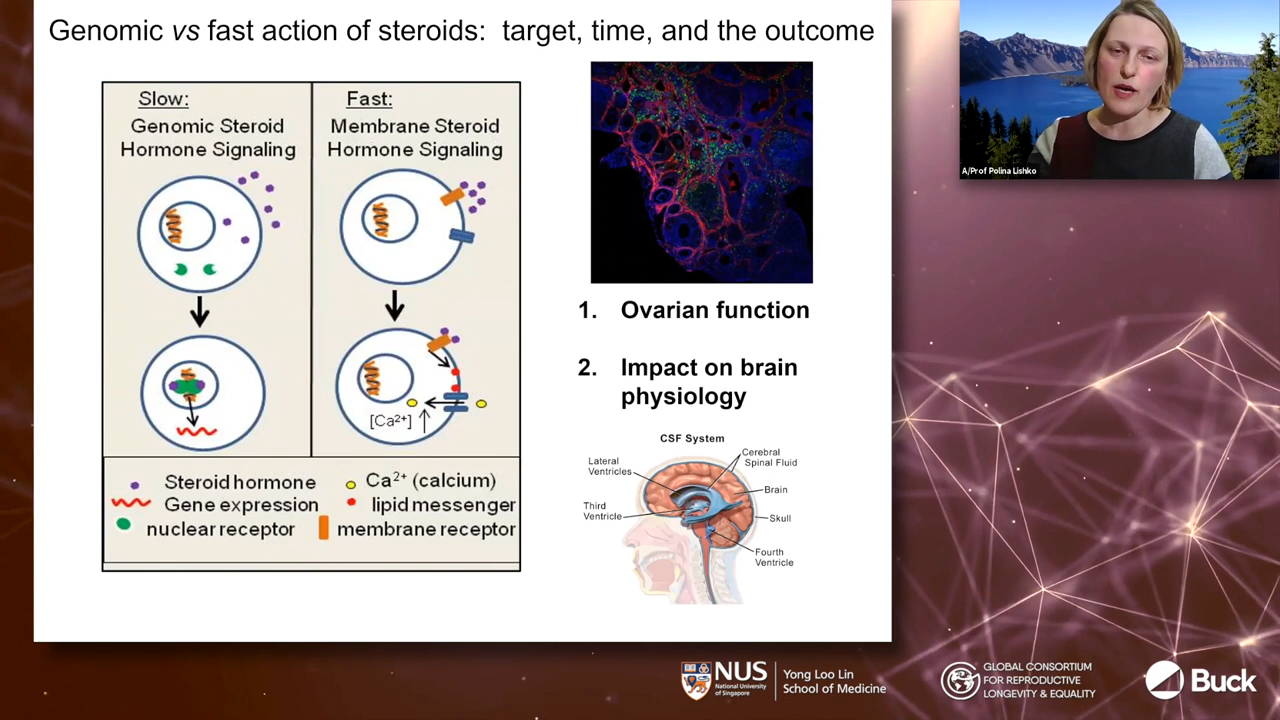 Genomic vs fast action of steroids: target, time, and the outcome
Slow:
Genomic Steroid
Hormone Signaling
Fast:
Membrane Steroid
Hormone Signaling
[Ca2+]
Steroid hormone
Gene expression
nuclear receptor
Ca2+ (calcium)
lipid messenger
membrane receptor
1. Ovarian function
2. Impact on brain
physiology
CSF System
Lateral
Ventricles
Third
Ventricle
Cerebral
Spinal Fluid
Brain
Skull
Fourth
Ventricle
A/Prof Polina Lishko
NUS
National University
of Singapore
Yong Loo Lin
School of Medicine
GLOBAL CONSORTIUM
FOR REPRODUCTIVE
LONGEVITY & EQUALITY
Buck